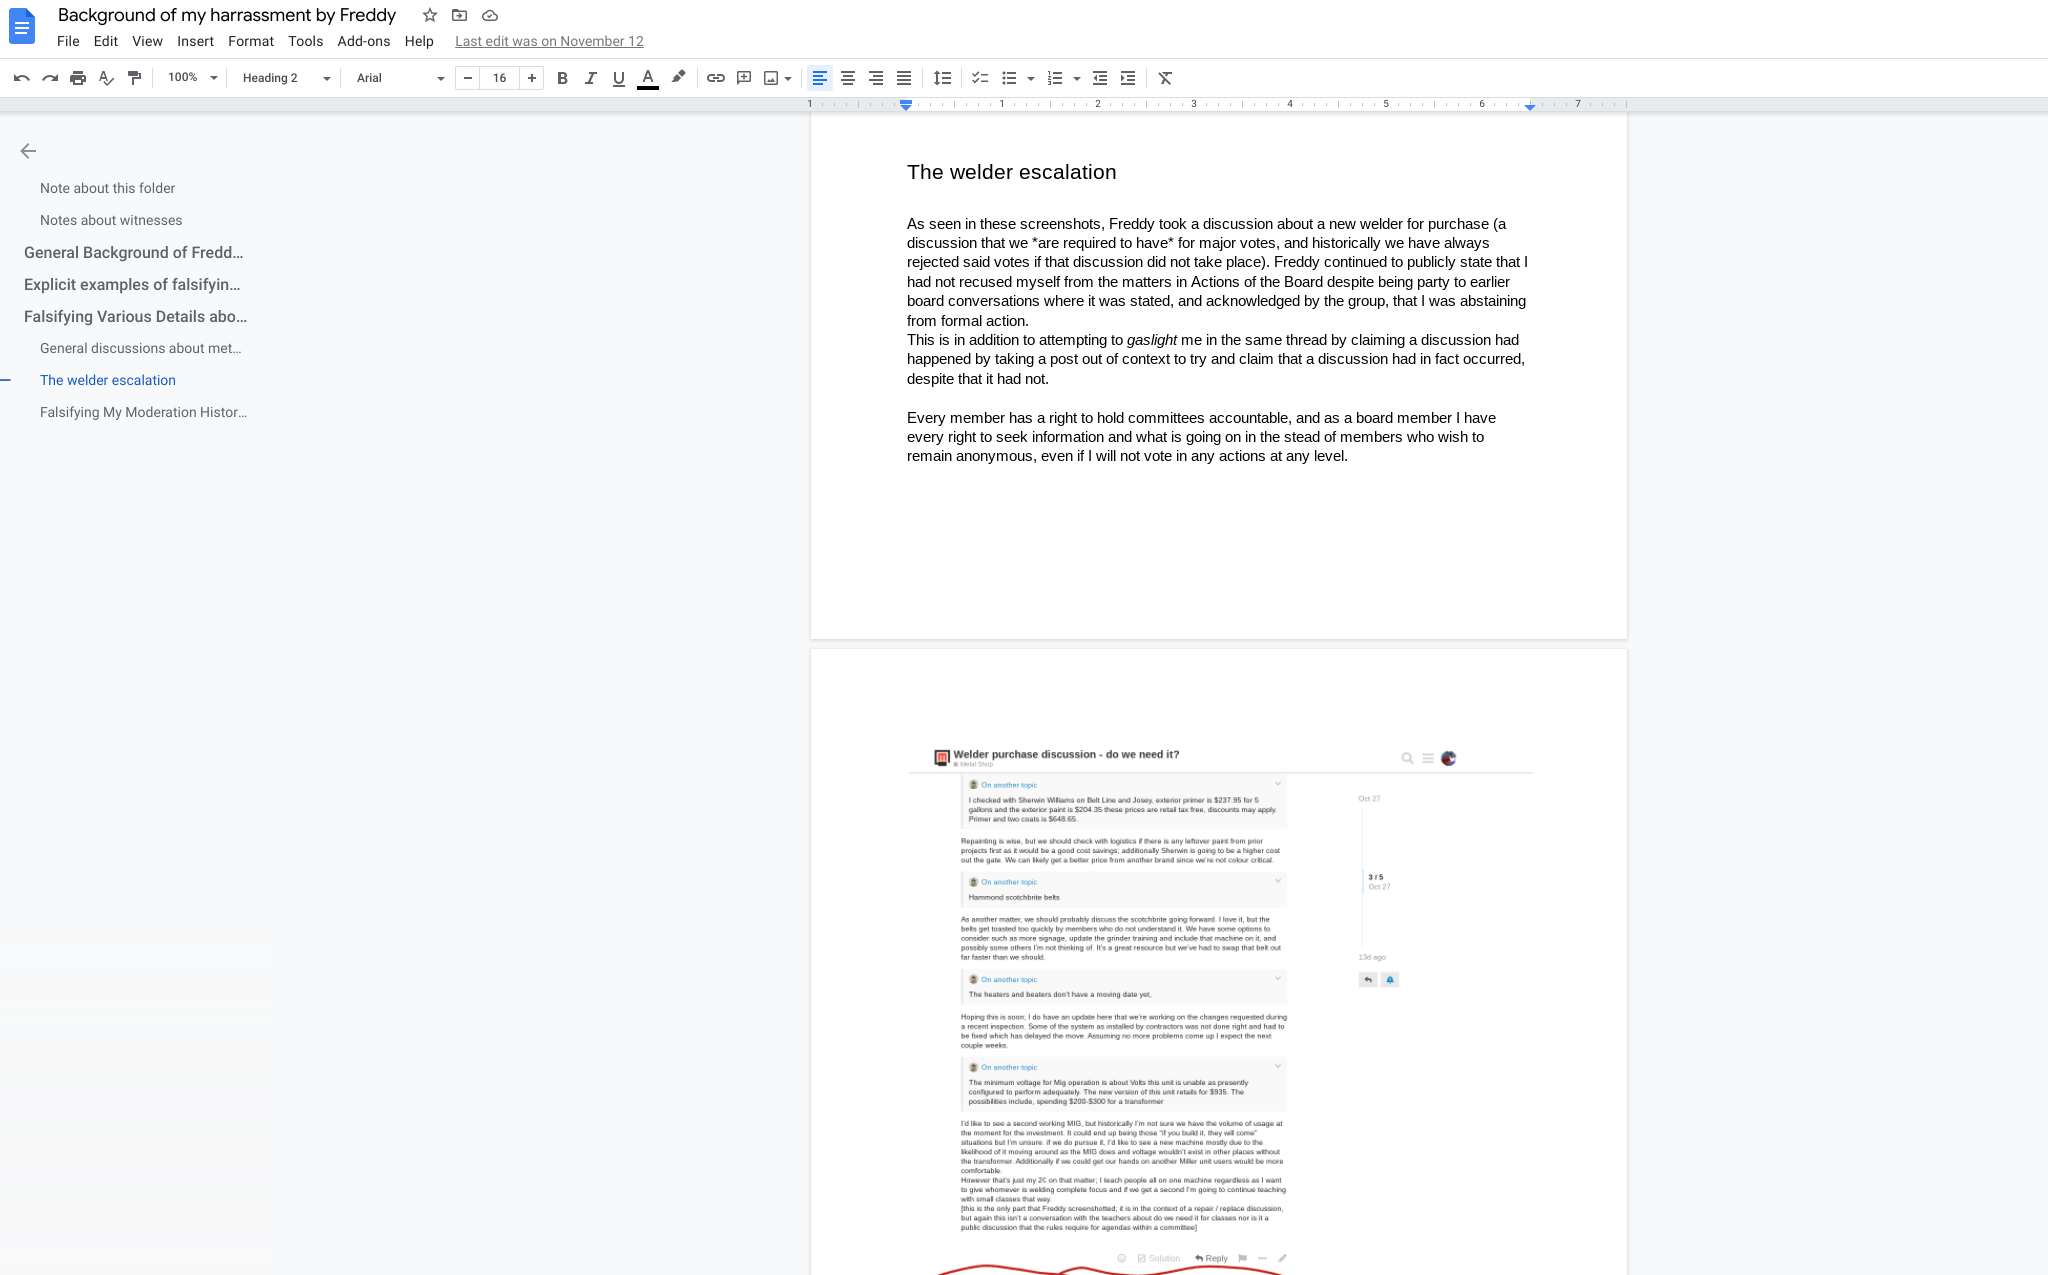 Background of my harrassment by Freddy
File Edit View Insert Format Tools Add-ons Help Last edit was on November 12
100% Heading 2 Arial − 16 + B I U A
1 1 2 3 4 5 6 7
Note about this folder
Notes about witnesses
General Background of Fredd…
Explicit examples of falsifyin…
Falsifying Various Details abo…
General discussions about met…
The welder escalation
Falsifying My Moderation Histor…
The welder escalation
As seen in these screenshots, Freddy took a discussion about a new welder for purchase (a
discussion that we *are required to have* for major votes, and historically we have always
rejected said votes if that discussion did not take place). Freddy continued to publicly state that I
had not recused myself from the matters in Actions of the Board despite being party to earlier
board conversations where it was stated, and acknowledged by the group, that I was abstaining
from formal action.
This is in addition to attempting to gaslight me in the same thread by claiming a discussion had
happened by taking a post out of context to try and claim that a discussion had in fact occurred,
despite that it had not.
Every member has a right to hold committees accountable, and as a board member I have
every right to seek information and what is going on in the stead of members who wish to
remain anonymous, even if I will not vote in any actions at any level.
Welder purchase discussion - do we need it?
Metal Shop
On another topic
I checked with Sherwin Williams on Belt Line and Josey, exterior primer is $237.95 for 5
gallons and the exterior paint is $204.35 these prices are retail tax free, discounts may apply.
Primer and two coats is $648.65.
Repainting is wise, but we should check with logistics if there is any leftover paint from prior
projects first as it would be a good cost savings; additionally Sherwin is going to be a higher cost
out the gate. We can likely get a better price from another brand since we're not colour critical.
On another topic
Hammond scotchbrite belts
As another matter, we should probably discuss the scotchbrite going forward. I love it, but the
belts get toasted too quickly by members who do not understand it. We have some options to
consider such as more signage, update the grinder training and include that machine on it, and
possibly some others I'm not thinking of. It's a great resource but we've had to swap that belt out
far faster than we should.
On another topic
The heaters and beaters don't have a moving date yet,
Hoping this is soon; I do have an update here that we're working on the changes requested during
a recent inspection. Some of the system as installed by contractors was not done right and had to
be fixed which has delayed the move. Assuming no more problems come up I expect the next
couple weeks.
On another topic
The minimum voltage for Mig operation is about Volts this unit is unable as presently
configured to perform adequately. The new version of this unit retails for $935. The
possibilities include, spending $200-$300 for a transformer
I'd like to see a second working MIG, but historically I'm not sure we have the volume of usage at
the moment for the investment. It could end up being those "if you build it, they will come"
situations but I'm unsure. if we do pursue it, I'd like to see a new machine mostly due to the
likelihood of it moving around as the MIG does and voltage wouldn't exist in other places without
the transformer. Additionally if we could get our hands on another Miller unit users would be more
comfortable.
However that's just my 2¢ on that matter; I teach people all on one machine regardless as I want
to give whomever is welding complete focus and if we get a second I'm going to continue teaching
with small classes that way.
[this is the only part that Freddy screenshotted; it is in the context of a repair / replace discussion,
but again this isn't a conversation with the teachers about do we need it for classes nor is it a
public discussion that the rules require for agendas within a committee]
Solution Reply
Oct 27
3 / 5
Oct 27
13d ago